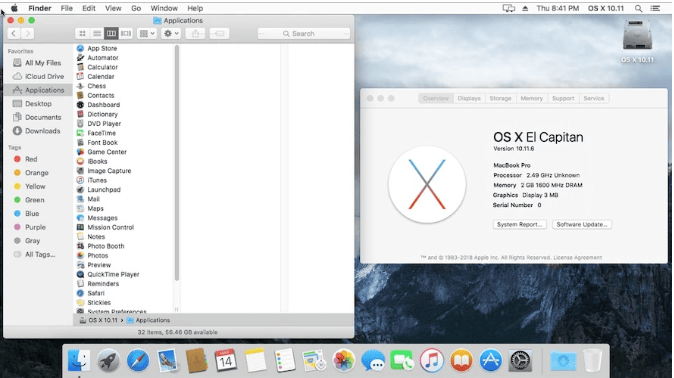 Finder File Edit View Go Window Help Thu 8:41 PM OS X 10.11
Applications
Search
Favorites
All My Files
iCloud Drive
Applications
Desktop
Documents
Downloads
Tags
Red
Orange
Yellow
Green
Blue
Purple
Gray
All Tags...
App Store
Automator
Calculator
Calendar
Chess
Contacts
Dashboard
Dictionary
DVD Player
FaceTime
Font Book
Game Center
iBooks
Image Capture
iTunes
Launchpad
Mail
Maps
Messages
Mission Control
Notes
Photo Booth
Photos
Preview
QuickTime Player
Reminders
Safari
Stickies
System Preferences
OS X 10.11 › Applications
32 items, 56.46 GB available
OS X 10.11
Overview Displays Storage Memory Support Service
OS X El Capitan
Version 10.11.6
MacBook Pro
Processor 2.49 GHz Unknown
Memory 2 GB 1600 MHz DRAM
Graphics Display 3 MB
Serial Number 0
System Report... Software Update...
™ and © 1983-2018 Apple Inc. All Rights Reserved. License Agreement
14